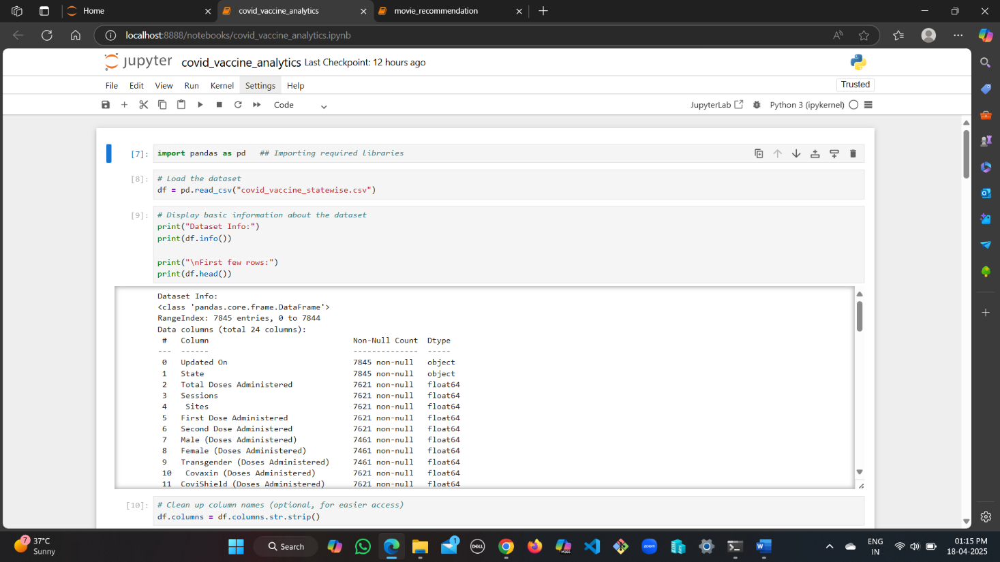 Home
covid_vaccine_analytics
movie_recommendation
localhost:8888/notebooks/covid_vaccine_analytics.ipynb
jupyter covid_vaccine_analytics Last Checkpoint: 12 hours ago
File Edit View Run Kernel Settings Help
Trusted
Code
JupyterLab
Python 3 (ipykernel)
[7]: import pandas as pd   ## Importing required libraries
[8]: # Load the dataset
df = pd.read_csv("covid_vaccine_statewise.csv")
[9]: # Display basic information about the dataset
print("Dataset Info:")
print(df.info())
print("\nFirst few rows:")
print(df.head())
Dataset Info:
<class 'pandas.core.frame.DataFrame'>
RangeIndex: 7845 entries, 0 to 7844
Data columns (total 24 columns):
 #   Column                               Non-Null Count  Dtype
---  ------                               --------------  -----
 0   Updated On                           7845 non-null   object
 1   State                                7845 non-null   object
 2   Total Doses Administered             7621 non-null   float64
 3   Sessions                             7621 non-null   float64
 4    Sites                               7621 non-null   float64
 5   First Dose Administered              7621 non-null   float64
 6   Second Dose Administered             7621 non-null   float64
 7   Male (Doses Administered)            7461 non-null   float64
 8   Female (Doses Administered)          7461 non-null   float64
 9   Transgender (Doses Administered)     7461 non-null   float64
 10   Covaxin (Doses Administered)        7621 non-null   float64
 11  CoviShield (Doses Administered)      7621 non-null   float64
[10]: # Clean up column names (optional, for easier access)
df.columns = df.columns.str.strip()
7
37°C
Sunny
Search
1
DELL
M365
zoom
W
ENG
IN
01:15 PM
18-04-2025